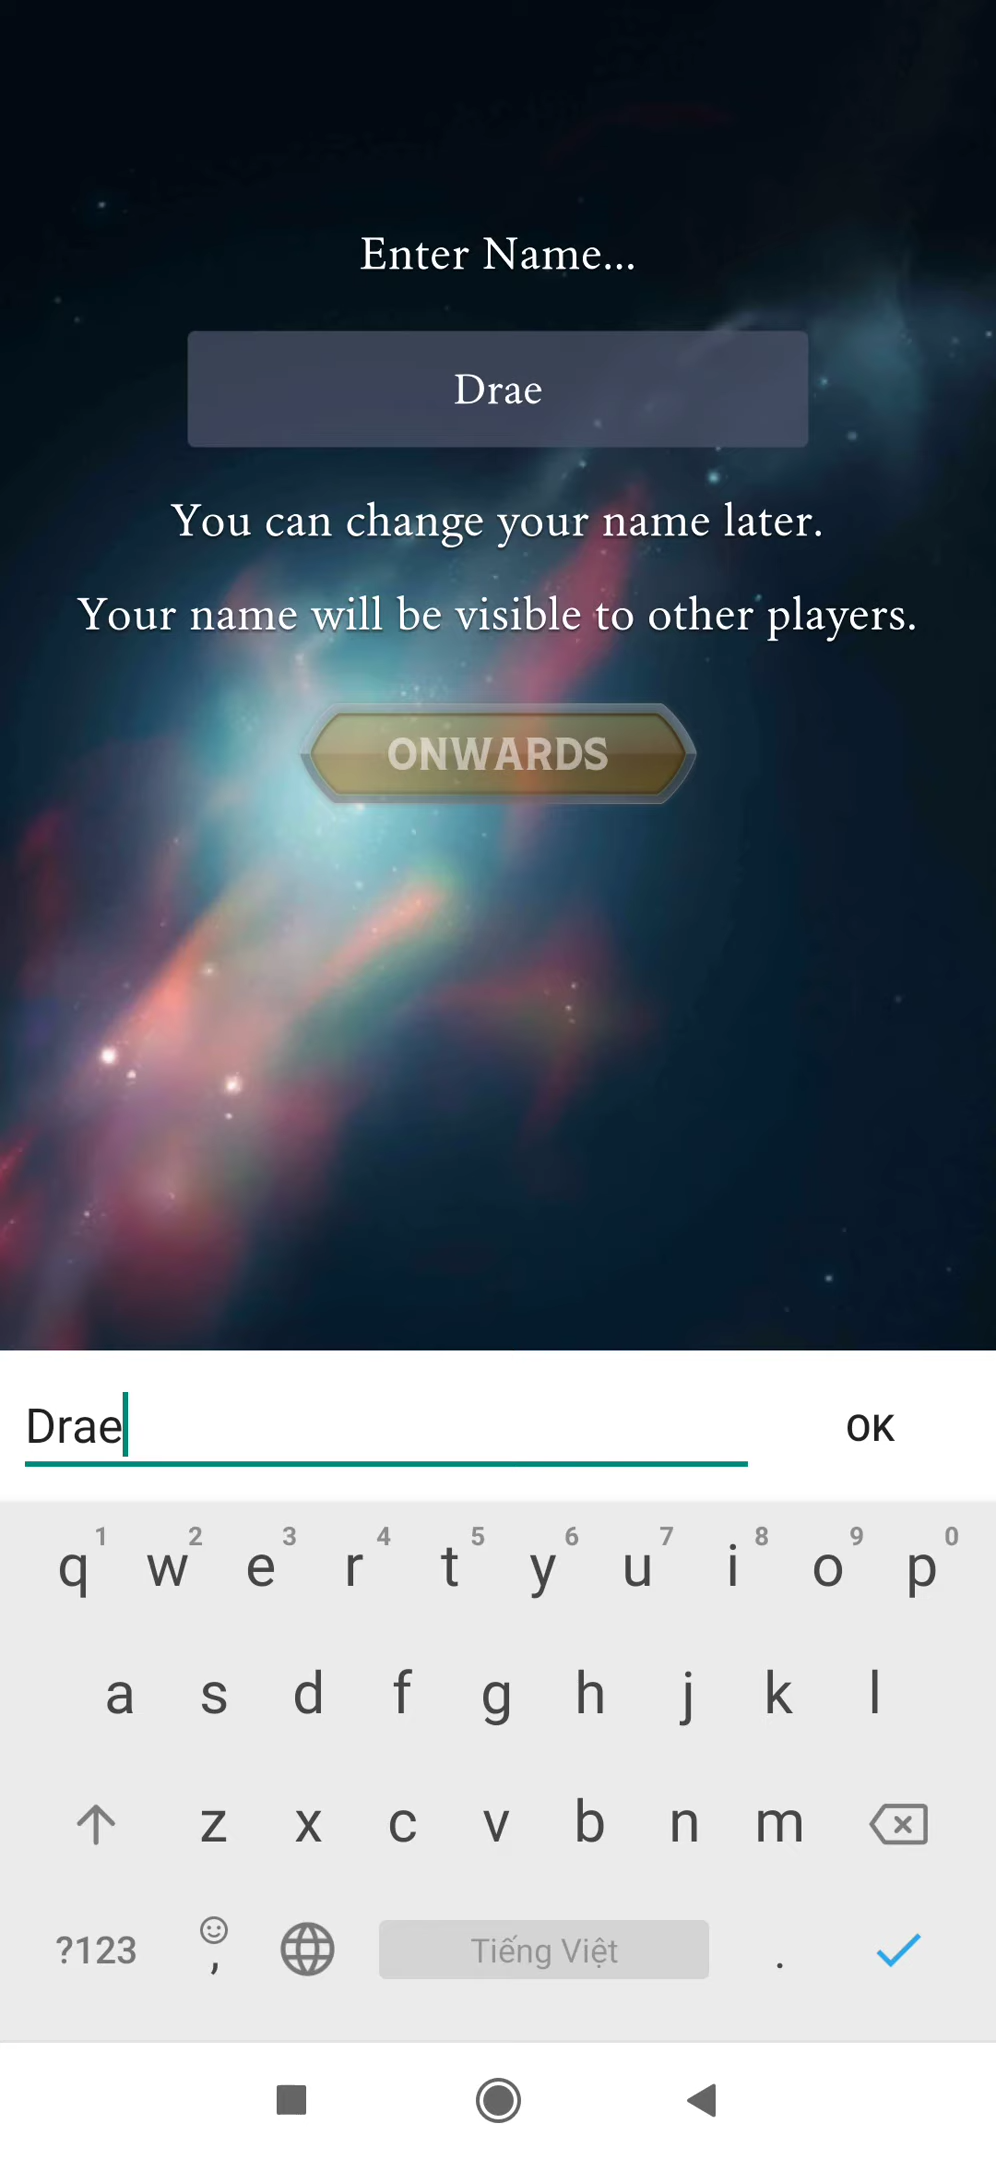 Enter Name...
Drae
You can change your name later.
Your name will be visible to other players.
ONWARDS
Drae
OK
1 2 3 4 5 6 7 8 9 0
q w e r t y u i o p
a s d f g h j k l
z x c v b n m
?123 , Tiếng Việt .